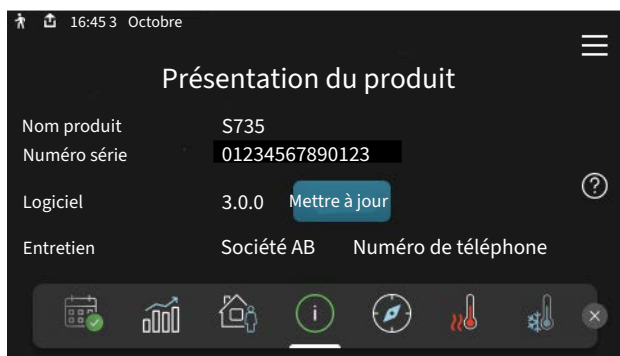 16:45 3 Octobre
Présentation du produit
Nom produit S735
Numéro série 01234567890123
Logiciel 3.0.0 Mettre à jour
Entretien Société AB Numéro de téléphone